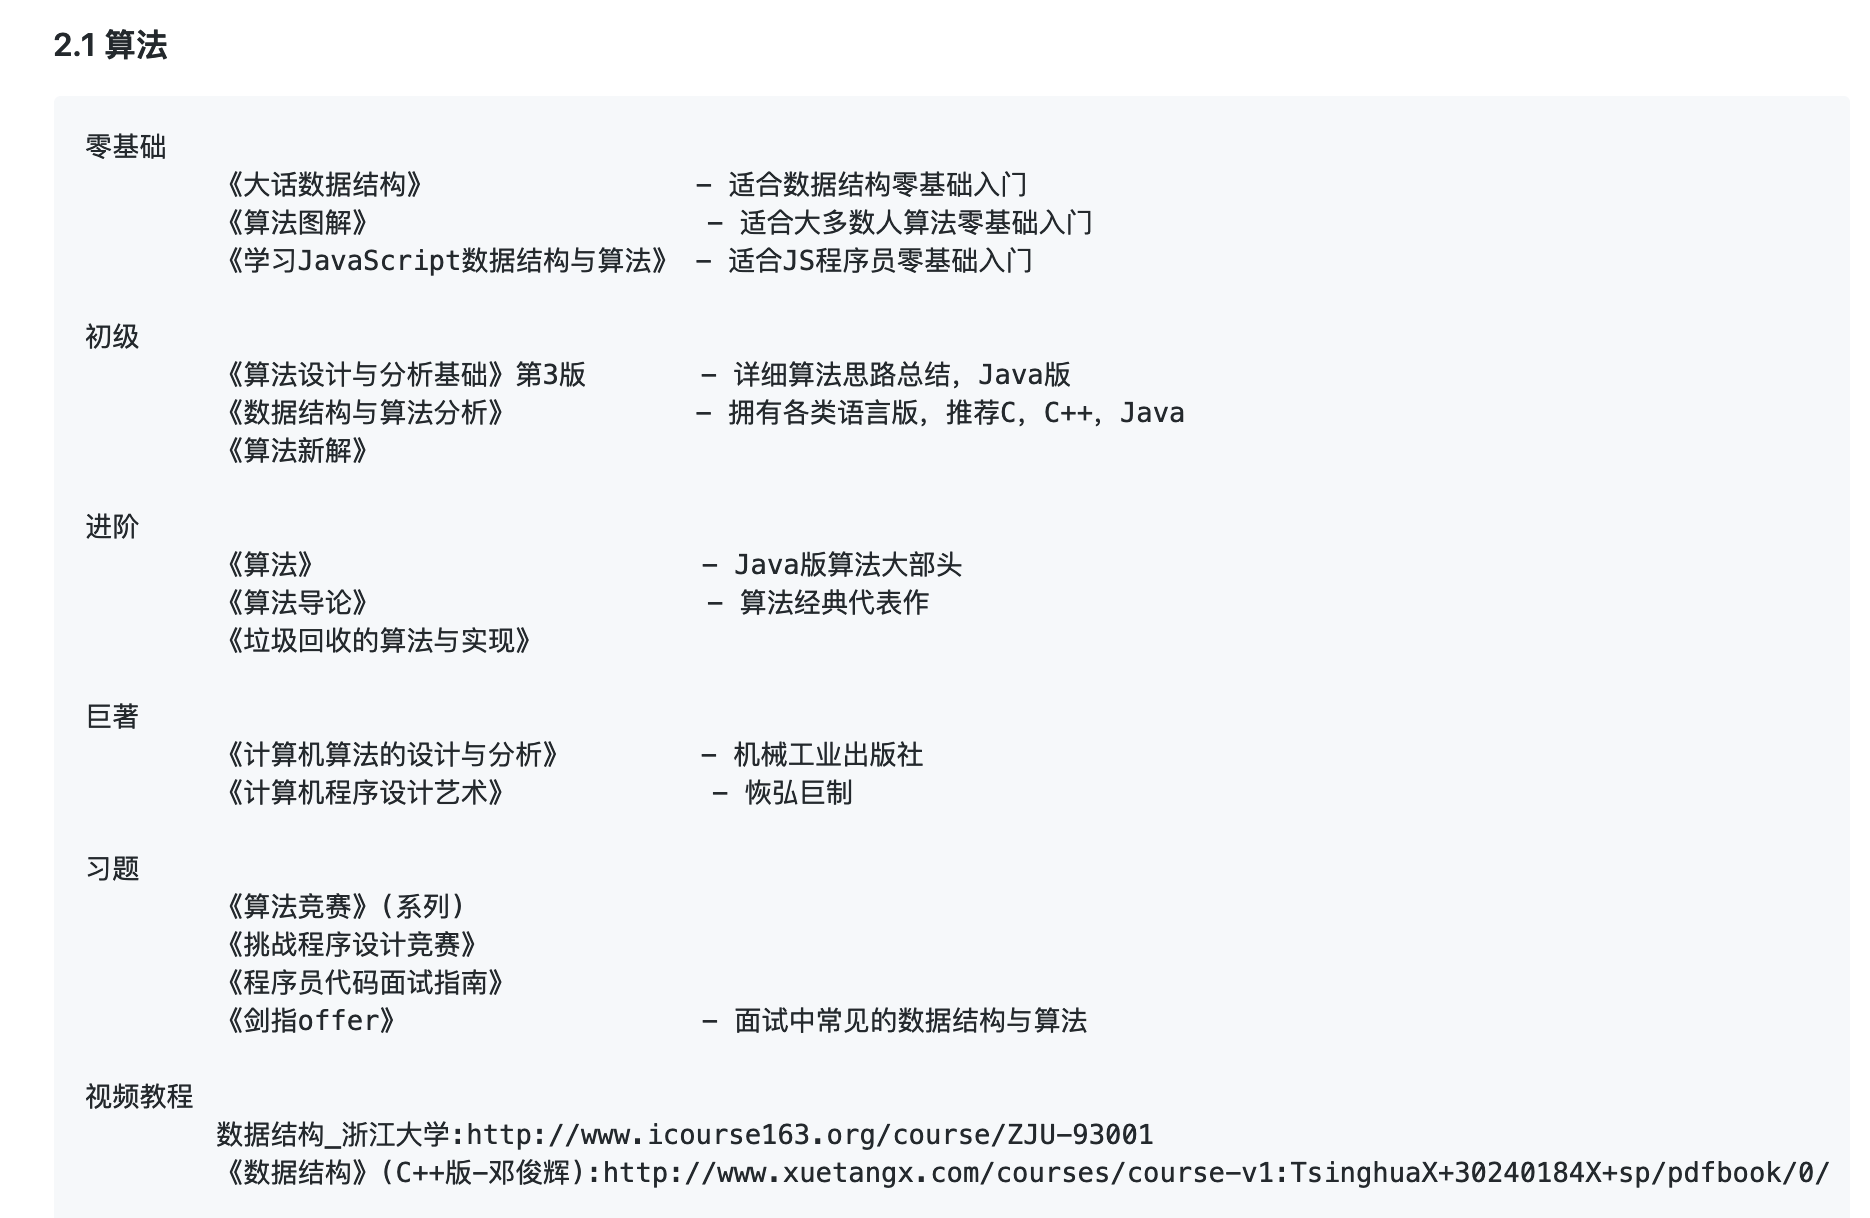 2.1 算法
零基础
《大话数据结构》 - 适合数据结构零基础入门
《算法图解》 - 适合大多数人算法零基础入门
《学习JavaScript数据结构与算法》 - 适合JS程序员零基础入门
初级
《算法设计与分析基础》第3版 - 详细算法思路总结，Java版
《数据结构与算法分析》 - 拥有各类语言版，推荐C，C++，Java
《算法新解》
进阶
《算法》 - Java版算法大部头
《算法导论》 - 算法经典代表作
《垃圾回收的算法与实现》
巨著
《计算机算法的设计与分析》 - 机械工业出版社
《计算机程序设计艺术》 - 恢弘巨制
习题
《算法竞赛》(系列)
《挑战程序设计竞赛》
《程序员代码面试指南》
《剑指offer》 - 面试中常见的数据结构与算法
视频教程
数据结构_浙江大学:http://www.icourse163.org/course/ZJU-93001
《数据结构》(C++版-邓俊辉):http://www.xuetangx.com/courses/course-v1:TsinghuaX+30240184X+sp/pdfbook/0/